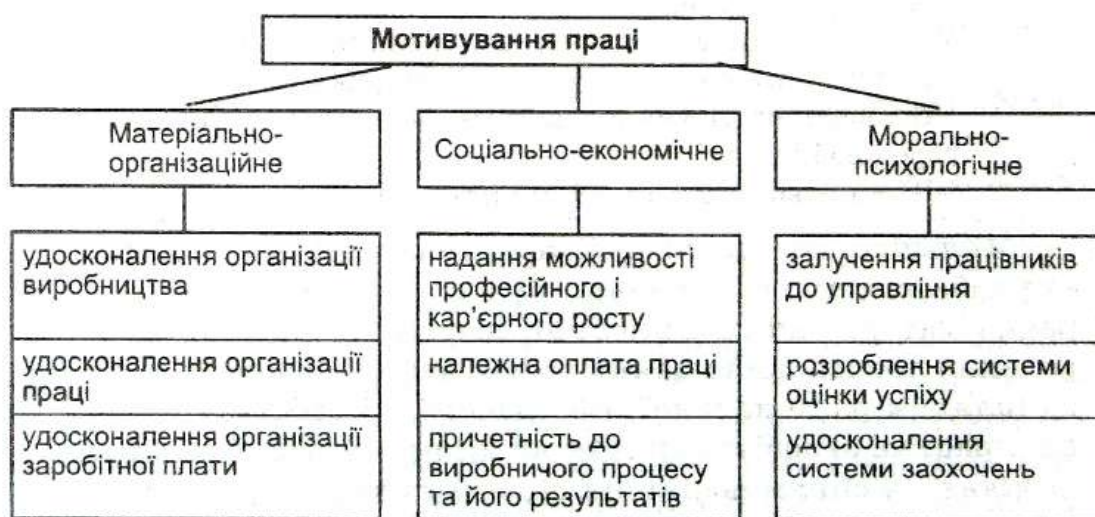 Мотивування праці
Матеріально-
організаційне
удосконалення організації
виробництва
удосконалення організації
праці
удосконалення організації
заробітної плати
Соціально-економічне
надання можливості
професійного і
кар'єрного росту
належна оплата праці
причетність до
виробничого процесу
та його результатів
Морально-
психологічне
залучення працівників
до управління
розроблення системи
оцінки успіху
удосконалення
системи заохочень